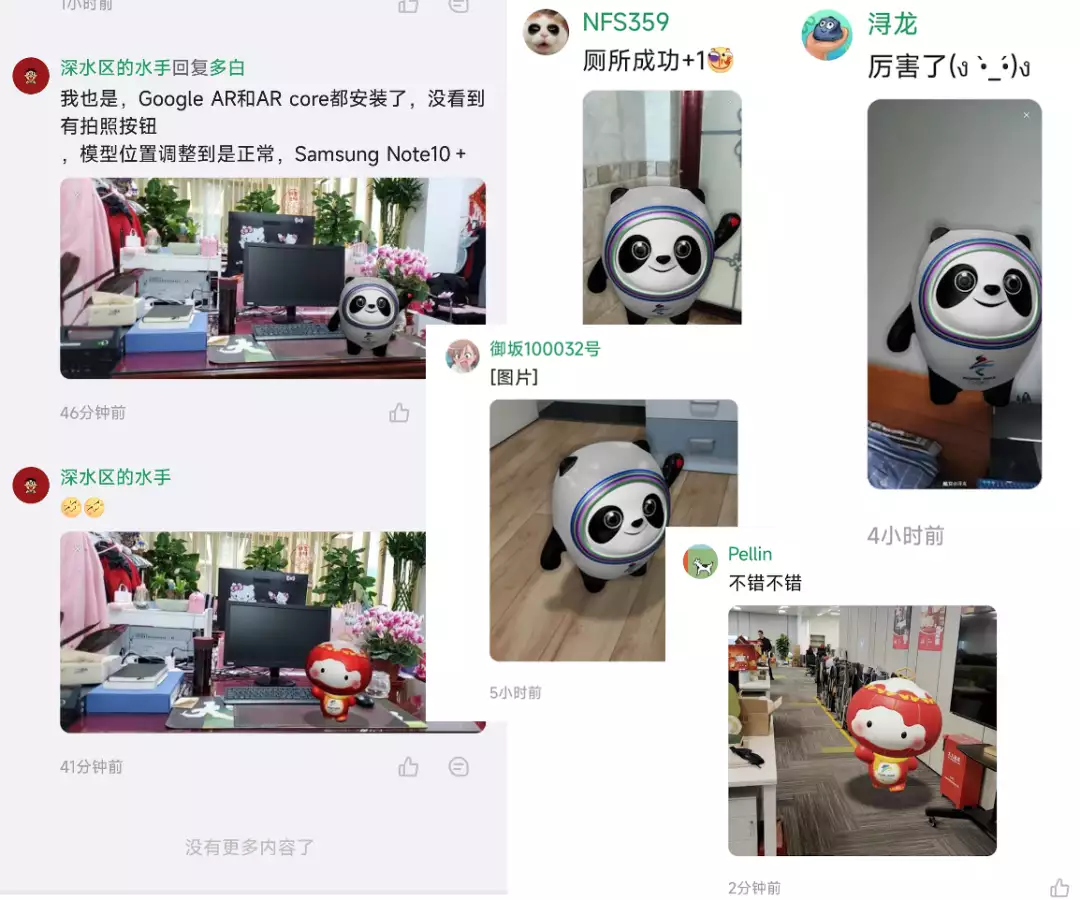 1小时前
深水区的水手回复多白
我也是，Google AR和AR core都安装了，没看到
有拍照按钮
，模型位置调整到是正常，Samsung Note10 +
46分钟前
深水区的水手
41分钟前
没有更多内容了
NFS359
厕所成功+1
御坂100032号
[图片]
5小时前
浔龙
厉害了(ง •̀_•́)ง
4小时前
Pellin
不错不错
2分钟前